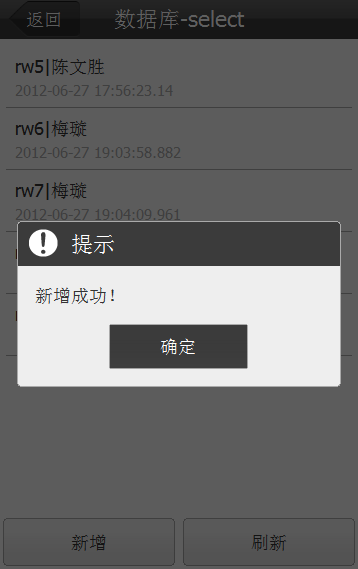 返回 数据库-select
rw5|陈文胜
2012-06-27 17:56:23.14
rw6|梅璇
2012-06-27 19:03:58.882
rw7|梅璇
2012-06-27 19:04:09.961
提示
新增成功！
确定
新增 刷新